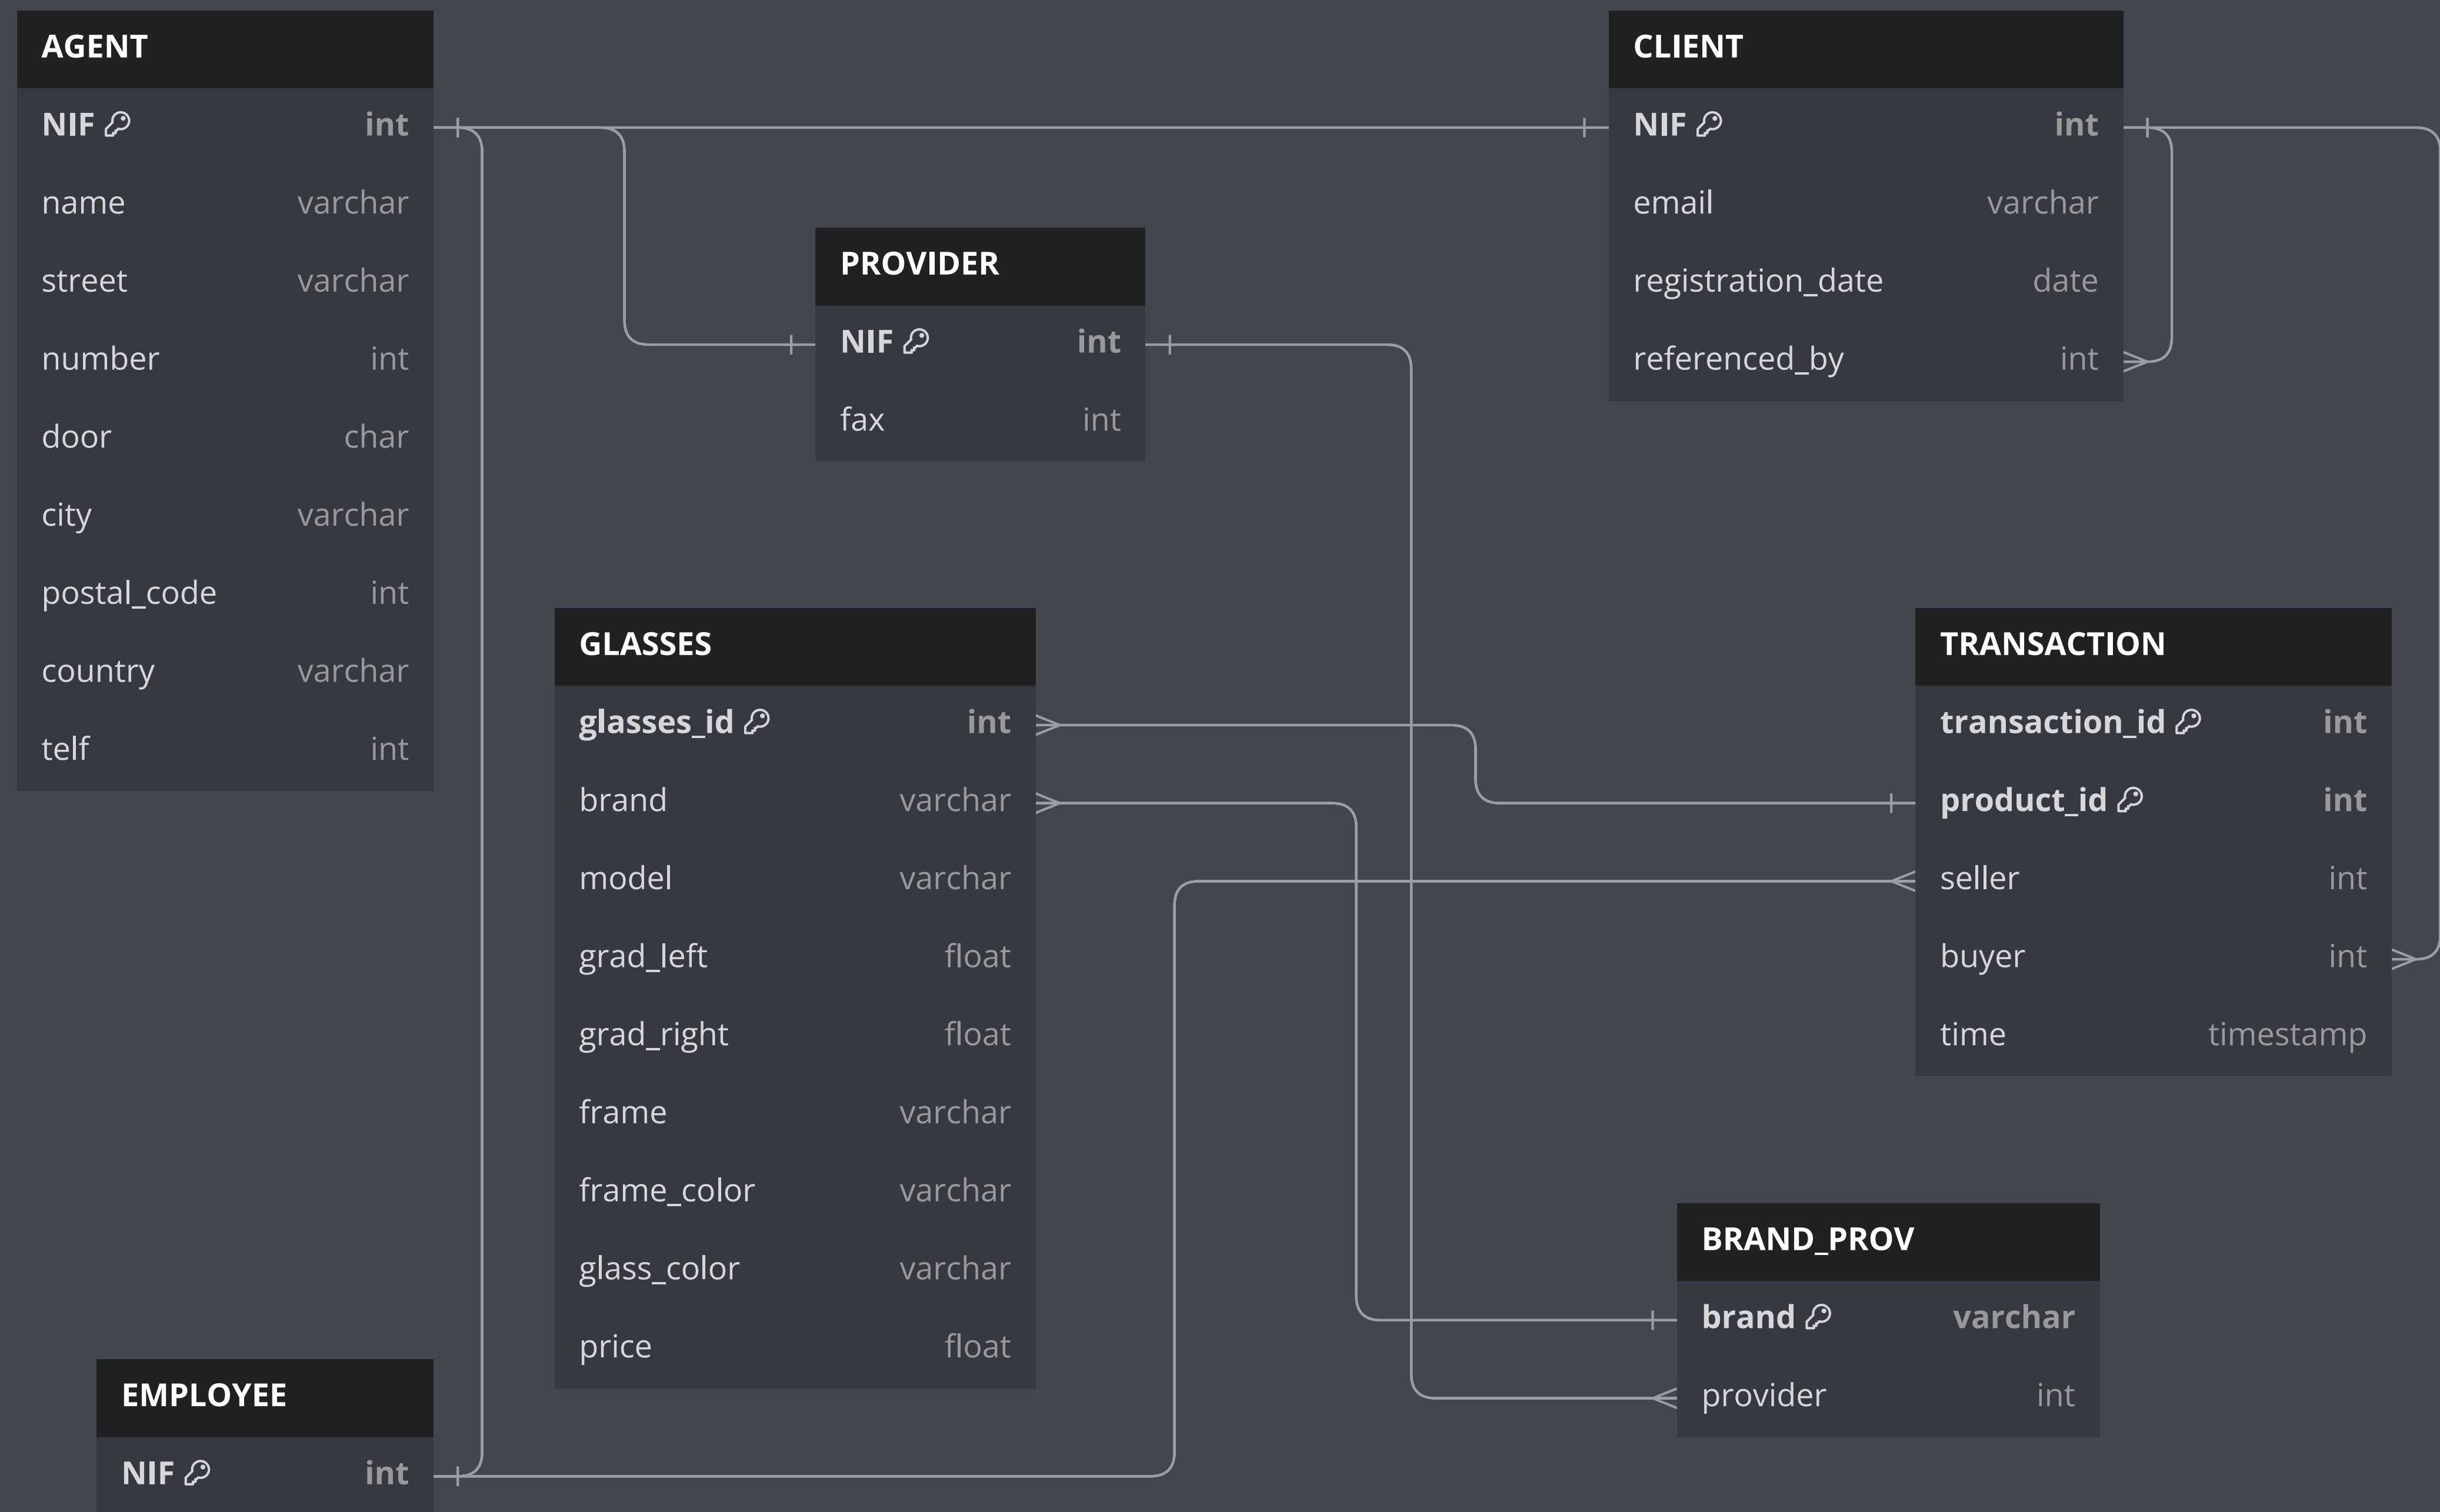 AGENT
NIF int
name varchar
street varchar
number int
door char
city varchar
postal_code int
country varchar
telf int
CLIENT
NIF int
email varchar
registration_date date
referenced_by int
PROVIDER
NIF int
fax int
GLASSES
glasses_id int
brand varchar
model varchar
grad_left float
grad_right float
frame varchar
frame_color varchar
glass_color varchar
price float
TRANSACTION
transaction_id int
product_id int
seller int
buyer int
time timestamp
BRAND_PROV
brand varchar
provider int
EMPLOYEE
NIF int